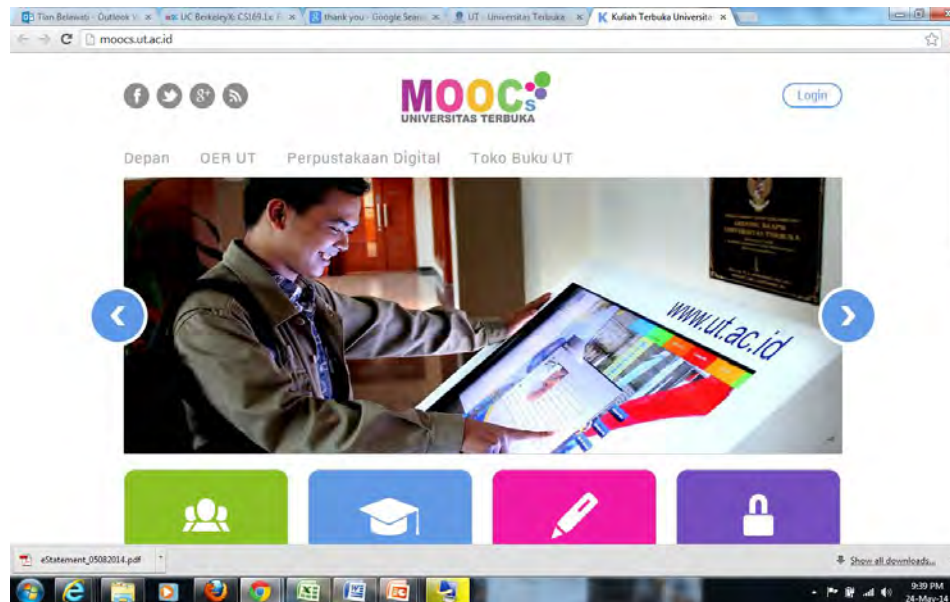 Tian Belawati - Outlook
UC BerkeleyX: CS169.1x
thank you - Google Sear
UT - Universitas Terbuka
Kuliah Terbuka Universita
moocs.ut.ac.id
MOOCs
UNIVERSITAS TERBUKA
Login
Depan
OER UT
Perpustakaan Digital
Toko Buku UT
www.ut.ac.id
eStatement_05082014.pdf
Show all downloads...
9:39 PM
24-May-14